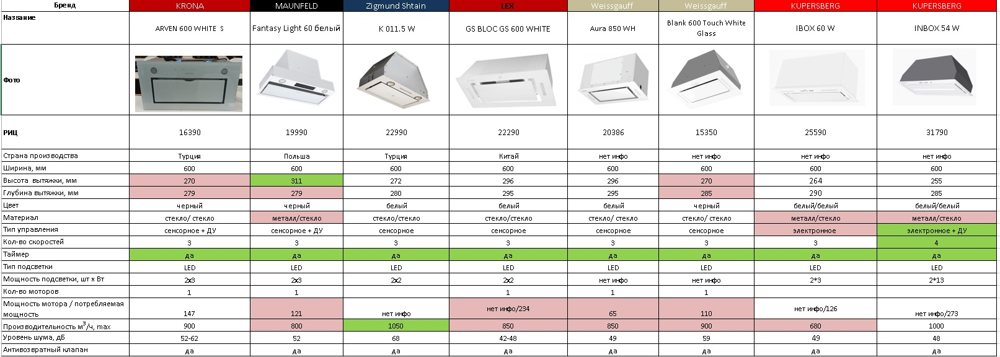 Бренд KRONA MAUNFELD Zigmund Shtain LEX Weissgauff Weissgauff KUPERSBERG KUPERSBERG
Название ARVEN 600 WHITE S Fantasy Light 60 белый K 011.5 W GS BLOC GS 600 WHITE Aura 850 WH Blank 600 Touch White Glass IBOX 60 W INBOX 54 W
Фото
РИЦ 16390 19990 22990 22290 20386 15350 25590 31790
Страна производства Турция Польша Турция Китай нет инфо нет инфо нет инфо нет инфо
Ширина, мм 600 600 600 600 600 600 600 600
Высота вытяжки, мм 270 311 272 296 296 270 264 255
Глубина вытяжки, мм 279 279 280 295 295 285 290 285
Цвет черный черный белый белый белый черный белый/белый белый/белый
Материал стекло/ стекло металл/стекло стекло/стекло стекло/стекло стекло/ стекло стекло/ стекло металл/стекло металл/стекло
Тип управления сенсорное + ДУ сенсорное + ДУ сенсорное сенсорное сенсорное сенсорное электронное электронное + ДУ
Кол-во скоростей 3 3 3 3 3 3 3 4
Таймер да да да да да да да да
Тип подсветки LED LED LED LED LED LED LED LED
Мощность подсветки, шт х Вт 2х3 2х3 2х2 2х2 нет инфо нет инфо 2*3 2*13
Кол-во моторов 1 1 1 1 1
Мощность мотора / потребляемая мощность 147 121 нет инфо нет инфо/234 65 110 нет инфо/126 нет инфо/273
Производительность м³/ч, max 900 800 1050 850 850 900 680 1000
Уровень шума, дБ 52-62 52 68 42-48 49 59 49 48
Антивозвратный клапан да да да да да да да да